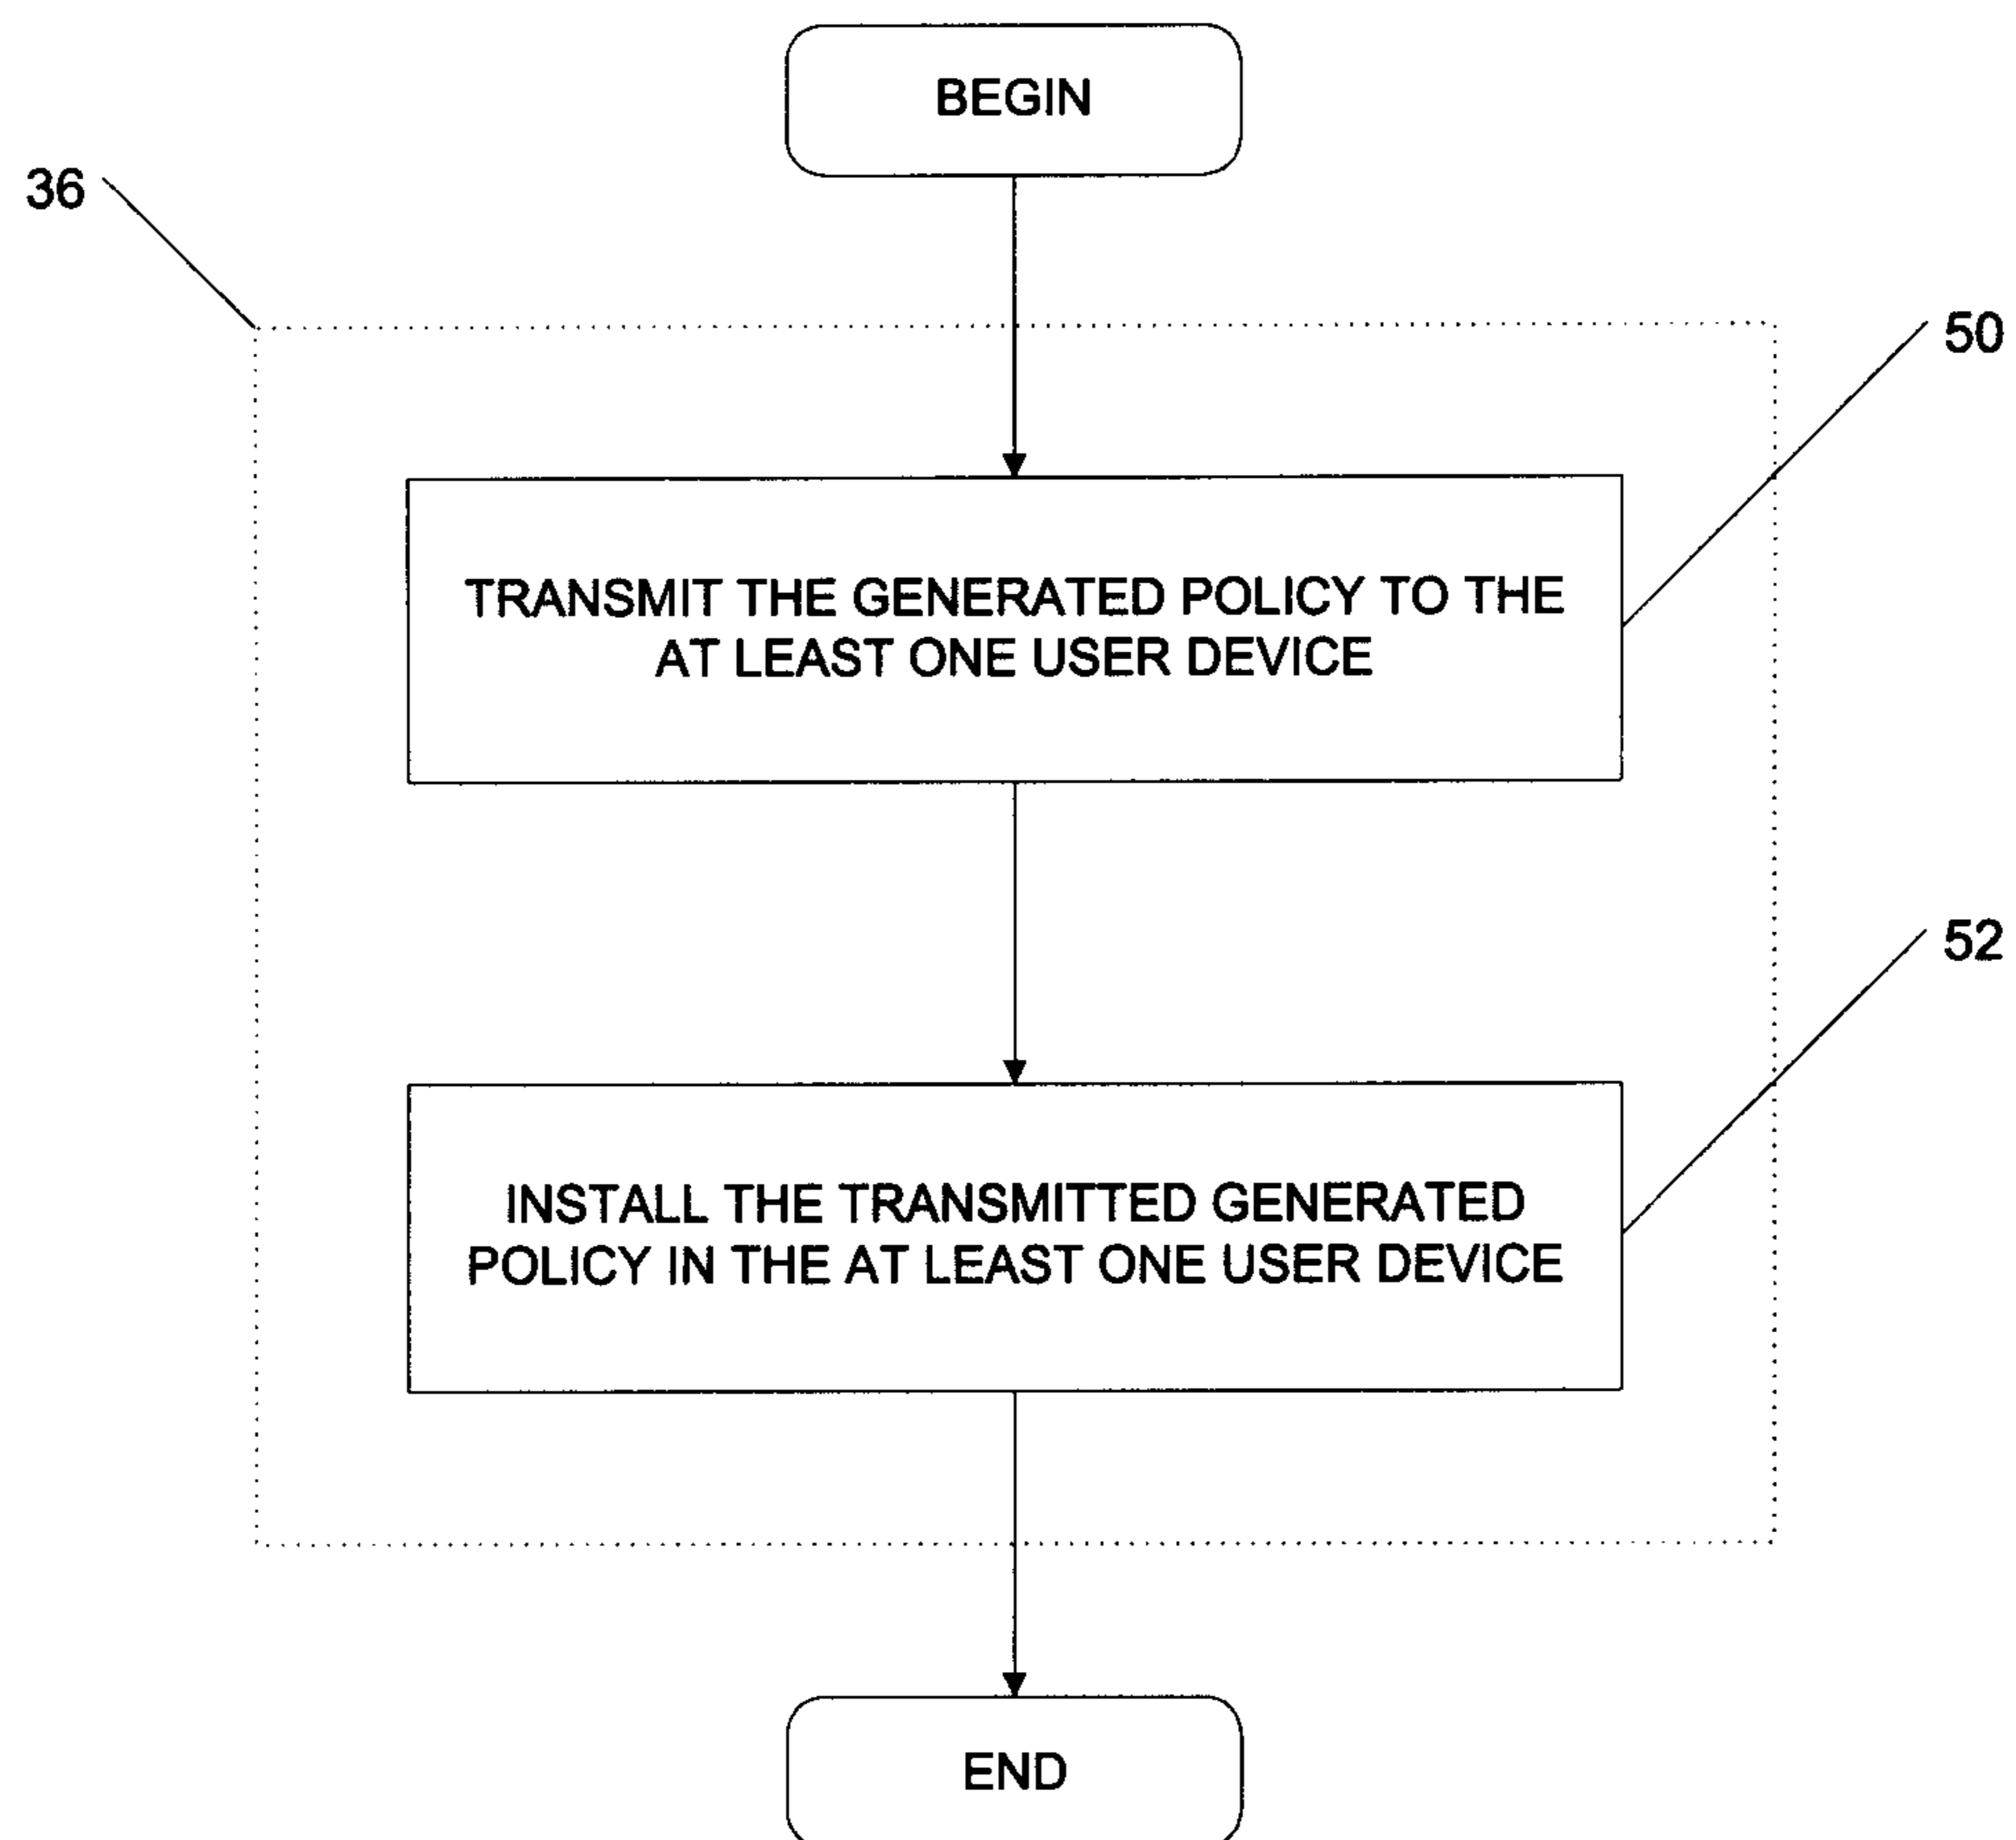 BEGIN
36
50
TRANSMIT THE GENERATED POLICY TO THE
AT LEAST ONE USER DEVICE
52
INSTALL THE TRANSMITTED GENERATED
POLICY IN THE AT LEAST ONE USER DEVICE
END